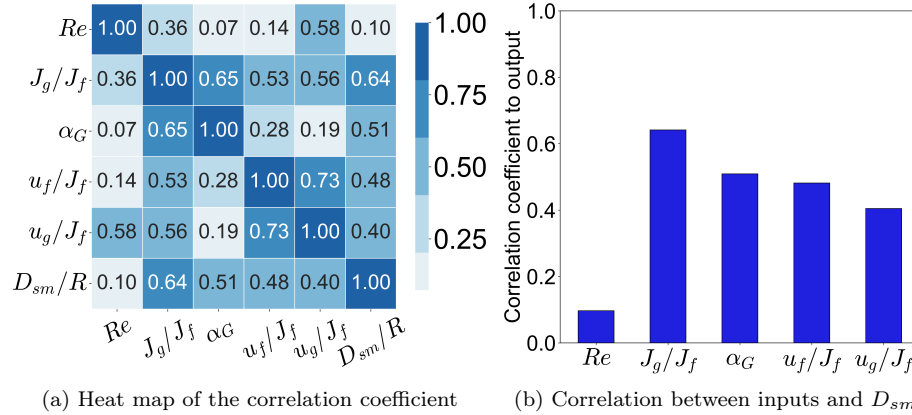 Re 1.00 0.36 0.07 0.14 0.58 0.10
J_g/J_f 0.36 1.00 0.65 0.53 0.56 0.64
α_G 0.07 0.65 1.00 0.28 0.19 0.51
u_f/J_f 0.14 0.53 0.28 1.00 0.73 0.48
u_g/J_f 0.58 0.56 0.19 0.73 1.00 0.40
D_{sm}/R 0.10 0.64 0.51 0.48 0.40 1.00
Re J_g/J_f α_G u_f/J_f u_g/J_f D_{sm}/R
1.00
0.75
0.50
0.25
(a) Heat map of the correlation coefficient
Correlation coefficient to output
1.0
0.8
0.6
0.4
0.2
0.0
Re J_g/J_f α_G u_f/J_f u_g/J_f
(b) Correlation between inputs and D_{sm}